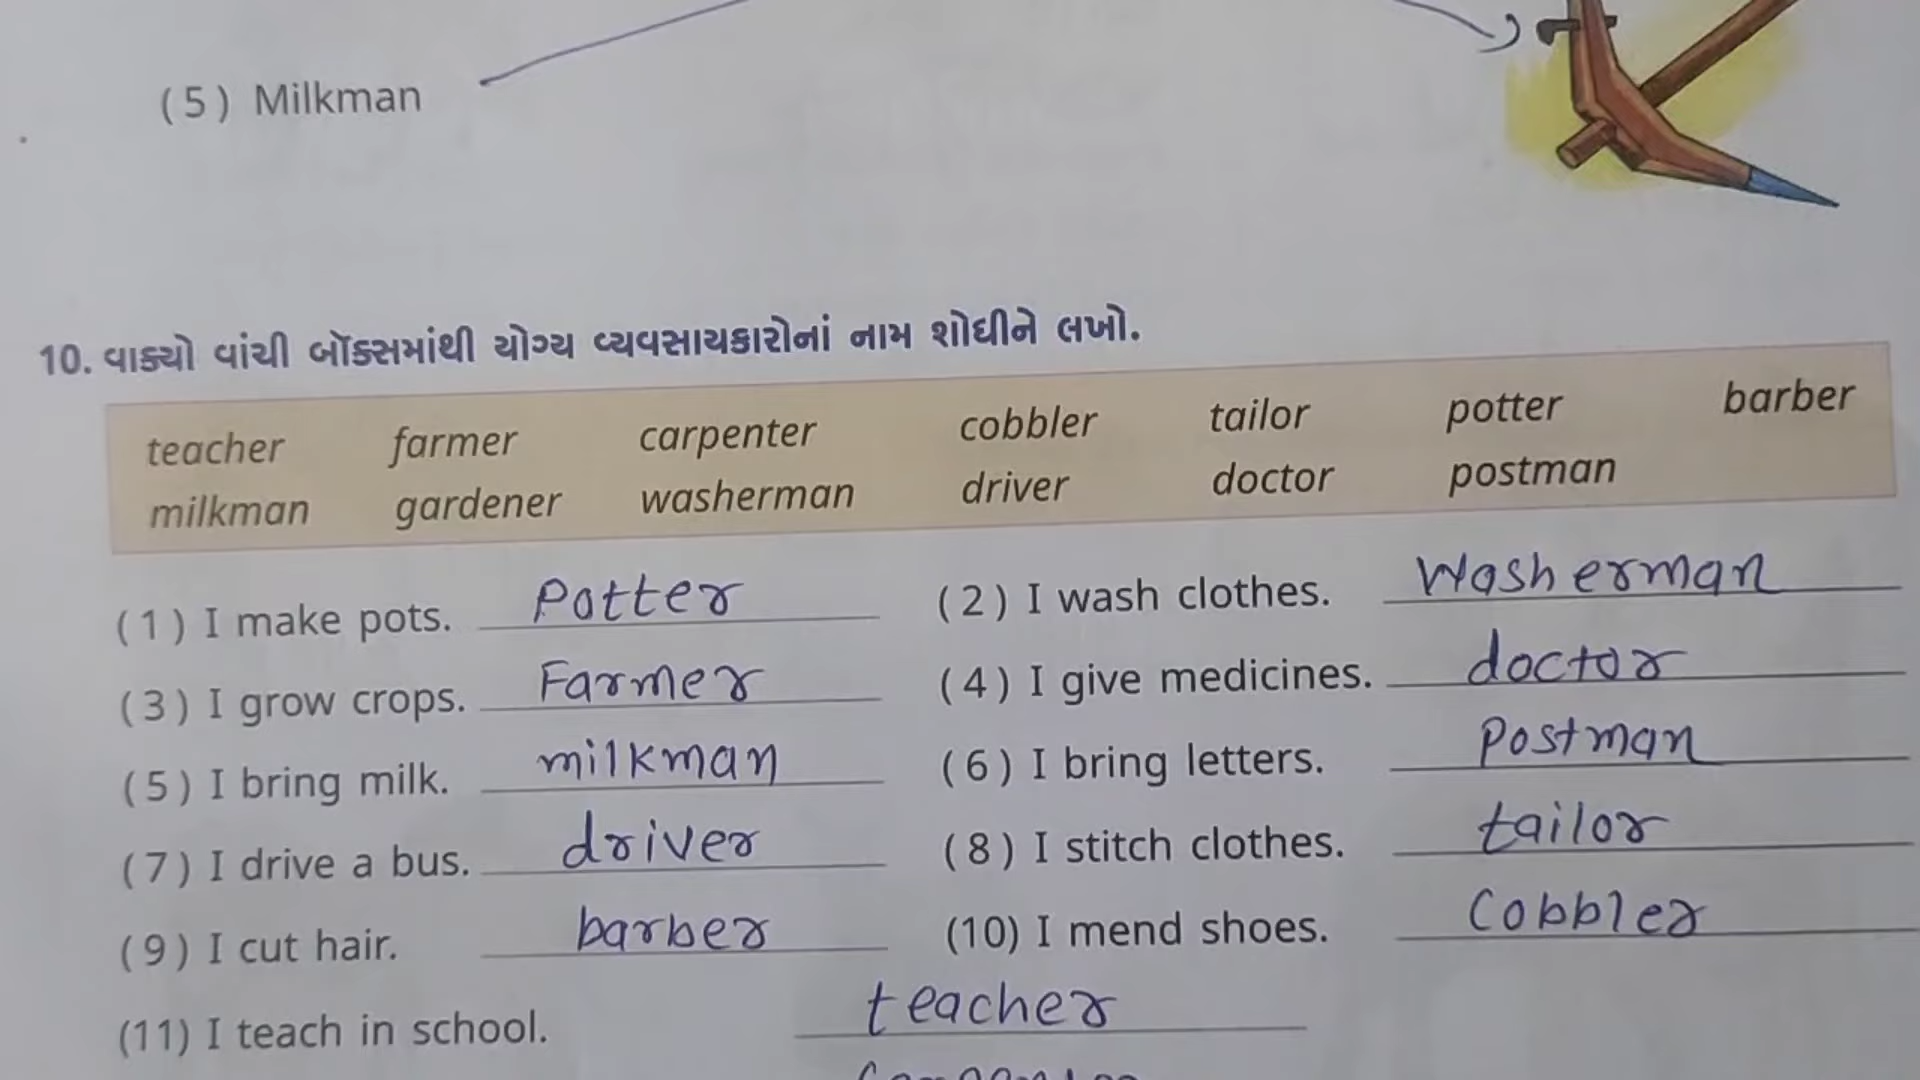 (5) Milkman
10. વાક્યો વાંચી બૉક્સમાંથી યોગ્ય વ્યવસાયકારોનાં નામ શોધીને લખો.
teacher farmer carpenter cobbler tailor potter barber
milkman gardener washerman driver doctor postman
(1) I make pots. Potter (2) I wash clothes. Washerman
(3) I grow crops. Farmer (4) I give medicines. doctor
(5) I bring milk. milkman (6) I bring letters. Postman
(7) I drive a bus. driver (8) I stitch clothes. tailor
(9) I cut hair. barber (10) I mend shoes. Cobbler
(11) I teach in school. teacher